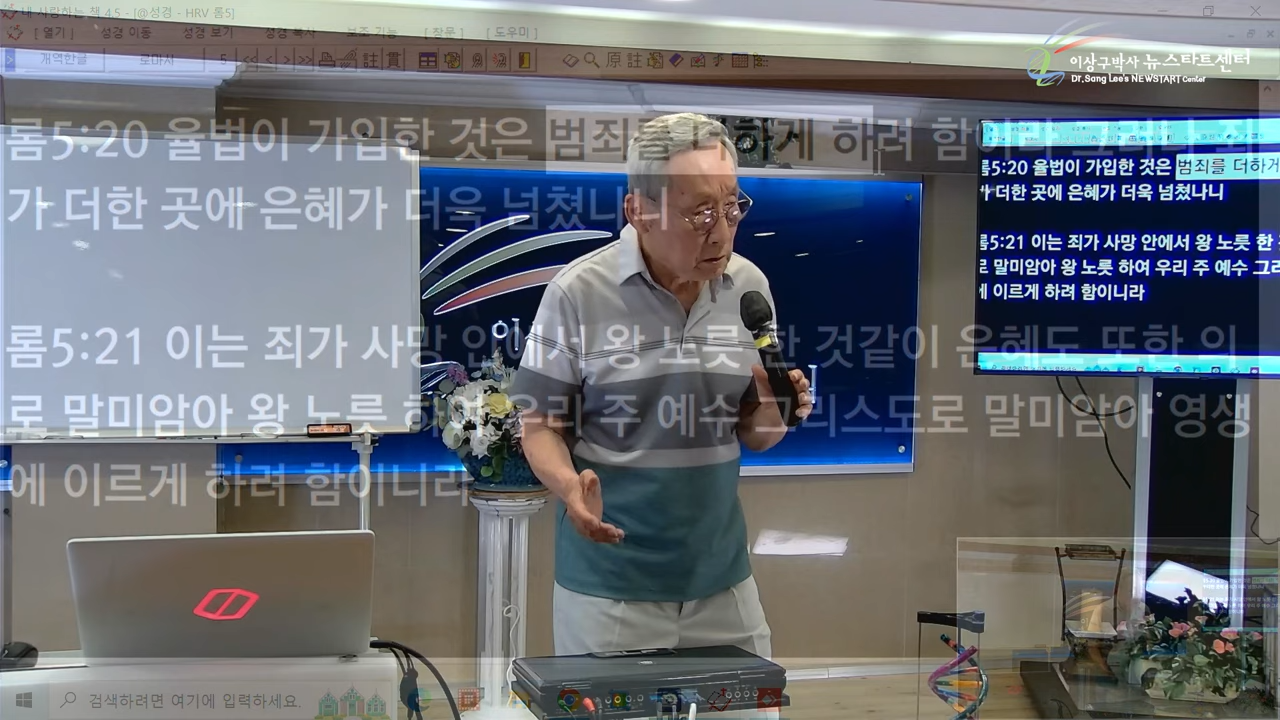 내 사랑하는 책 4.5 - [@성경 - HRV 롬5]
[ 열기 ] 성경 이동 성경 보기 성경 복사 보조 기능 [ 창문 ] [ 도우미 ]
개역한글 로마서 5
이상구박사 뉴스타트센터
Dr. Sang Lee's NEWSTART Center
롬5:20 율법이 가입한 것은 범죄를 더하게 하려 함이라 그러나 죄
가 더한 곳에 은혜가 더욱 넘쳤나니
롬5:21 이는 죄가 사망 안에서 왕 노릇 한 것같이 은혜도 또한 의
로 말미암아 왕 노릇 하여 우리 주 예수 그리스도로 말미암아 영생
에 이르게 하려 함이니라
롬5:20 율법이 가입한 것은 범죄를 더하게
가 더한 곳에 은혜가 더욱 넘쳤나니
롬5:21 이는 죄가 사망 안에서 왕 노릇 한
로 말미암아 왕 노릇 하여 우리 주 예수 그리
에 이르게 하려 함이니라
이
검색하려면 여기에 입력하세요.